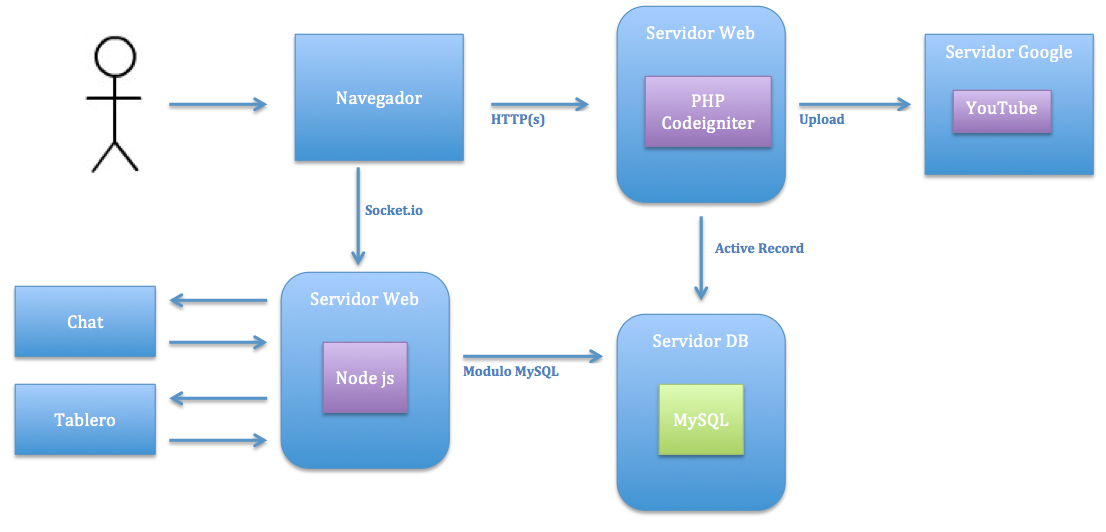 Servidor Web
Servidor Google
Navegador
PHP
Codeigniter
YouTube
HTTP(s)
Upload
Socket.io
Active Record
Servidor Web
Chat
Servidor DB
Node js
Modulo MySQL
Tablero
MySQL